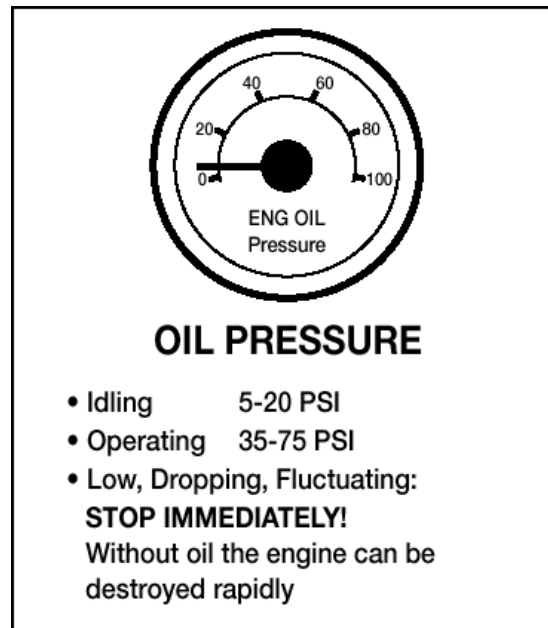 40 60
20 80
0 100
ENG OIL
Pressure
OIL PRESSURE
• Idling 5-20 PSI
• Operating 35-75 PSI
• Low, Dropping, Fluctuating:
STOP IMMEDIATELY!
Without oil the engine can be
destroyed rapidly